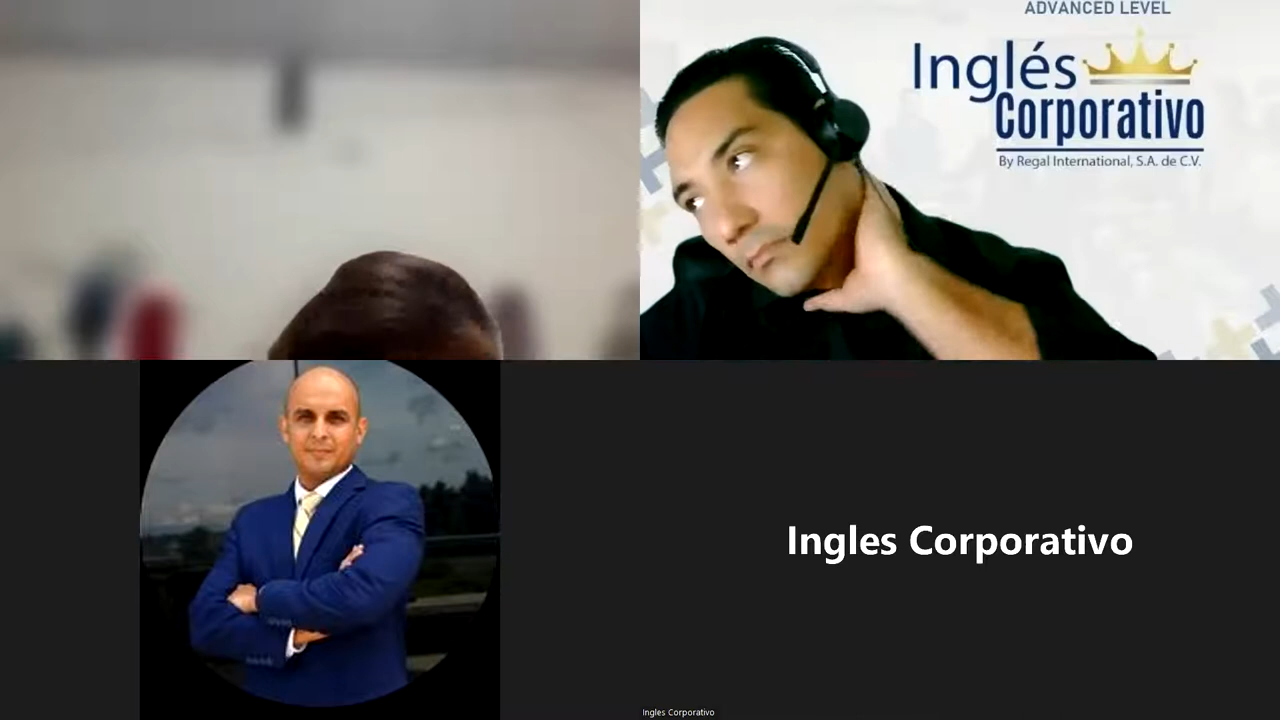 ADVANCED LEVEL
Inglés
Corporativo
By Regal International, S.A. de C.V.
Ingles Corporativo
Ingles Corporativo